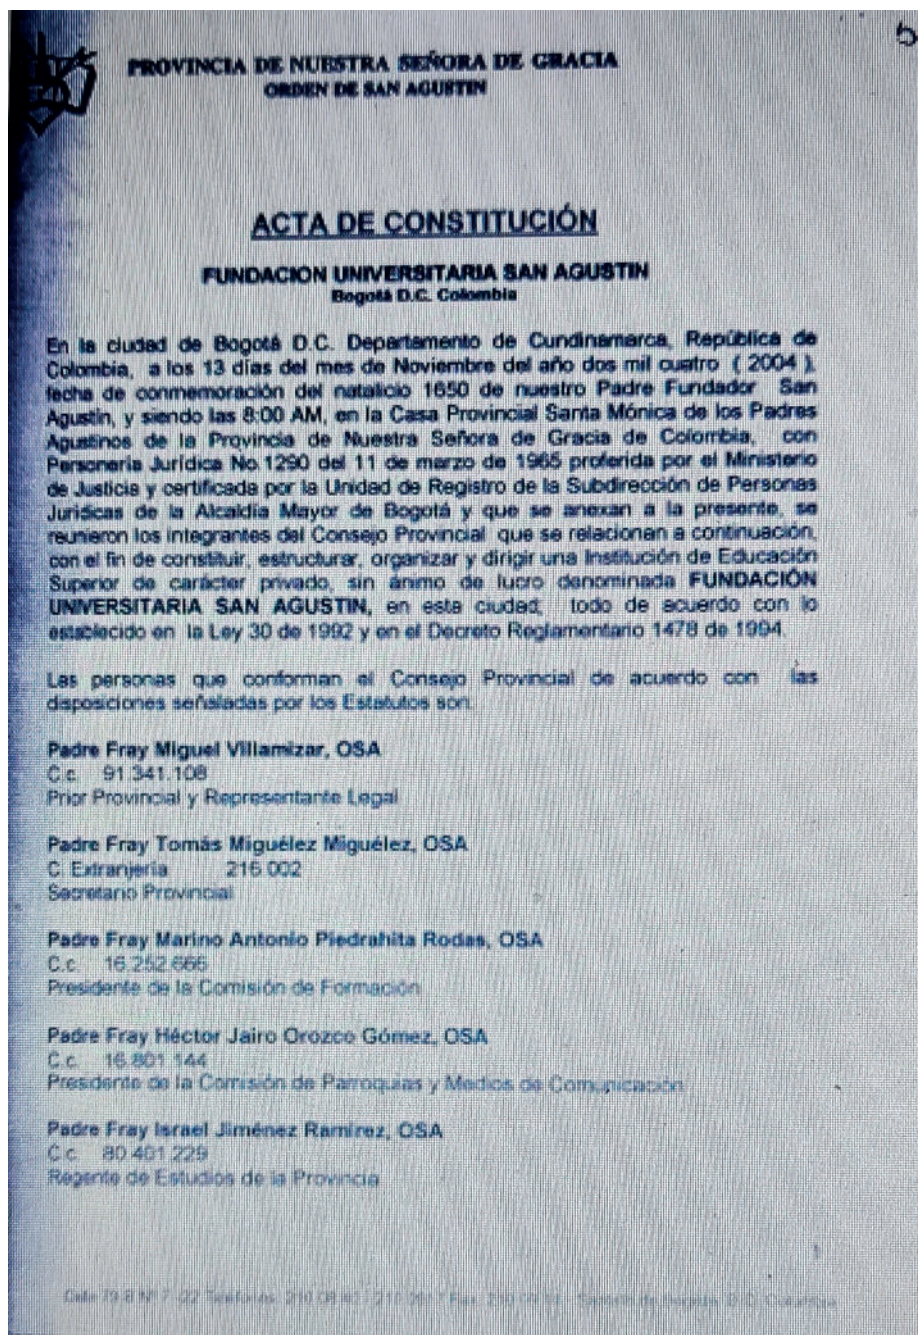 5
PROVINCIA DE NUESTRA SEÑORA DE GRACIA
ORDEN DE SAN AGUSTIN
ACTA DE CONSTITUCIÓN
FUNDACION UNIVERSITARIA SAN AGUSTIN
Bogotá D.C. Colombia
En la ciudad de Bogotá D.C. Departamento de Cundinamarca, República de
Colombia, a los 13 días del mes de Noviembre del año dos mil cuatro ( 2004 ),
fecha de conmemoración del natalicio 1650 de nuestro Padre Fundador San
Agustín, y siendo las 8:00 AM, en la Casa Provincial Santa Mónica de los Padres
Agustinos de la Provincia de Nuestra Señora de Gracia de Colombia, con
Personería Jurídica No.1290 del 11 de marzo de 1965 proferida por el Ministerio
de Justicia y certificada por la Unidad de Registro de la Subdirección de Personas
Jurídicas de la Alcaldía Mayor de Bogotá y que se anexan a la presente, se
reunieron los integrantes del Consejo Provincial que se relacionan a continuación,
con el fin de constituir, estructurar, organizar y dirigir una Institución de Educación
Superior de carácter privado, sin ánimo de lucro denominada FUNDACIÓN
UNIVERSITARIA SAN AGUSTIN, en esta ciudad, todo de acuerdo con lo
establecido en la Ley 30 de 1992 y en el Decreto Reglamentario 1478 de 1994.
Las personas que conforman el Consejo Provincial de acuerdo con las
disposiciones señaladas por los Estatutos son:
Padre Fray Miguel Villamizar, OSA
C.c. 91.341.108
Prior Provincial y Representante Legal
Padre Fray Tomás Miguélez Miguélez, OSA
C. Extranjería 216.002
Secretario Provincial
Padre Fray Marino Antonio Piedrahita Rodas, OSA
C.c. 16.252.666
Presidente de la Comisión de Formación
Padre Fray Héctor Jairo Orozco Gómez, OSA
C.c. 16.801.144
Presidente de la Comisión de Parroquias y Medios de Comunicación
Padre Fray Israel Jiménez Ramírez, OSA
C.c. 80.401.229
Regente de Estudios de la Provincia